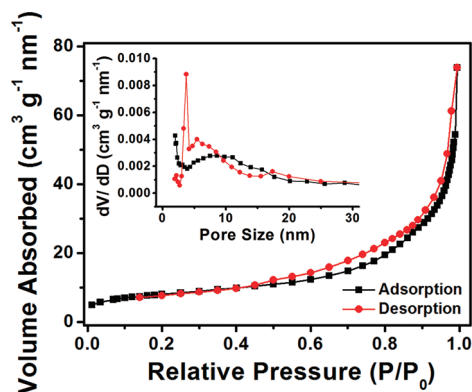 Volume Absorbed (cm³ g⁻¹ nm⁻¹)
80
60
40
20
0
dV/ dD (cm³ g⁻¹ nm⁻¹)
0.010
0.008
0.006
0.004
0.002
0.000
0 10 20 30
Pore Size (nm)
Adsorption
Desorption
0.0 0.2 0.4 0.6 0.8 1.0
Relative Pressure (P/P₀)